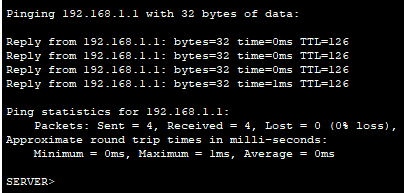 Pinging 192.168.1.1 with 32 bytes of data:
Reply from 192.168.1.1: bytes=32 time=0ms TTL=126
Reply from 192.168.1.1: bytes=32 time=0ms TTL=126
Reply from 192.168.1.1: bytes=32 time=0ms TTL=126
Reply from 192.168.1.1: bytes=32 time=1ms TTL=126
Ping statistics for 192.168.1.1:
Packets: Sent = 4, Received = 4, Lost = 0 (0% loss),
Approximate round trip times in milli-seconds:
Minimum = 0ms, Maximum = 1ms, Average = 0ms
SERVER>